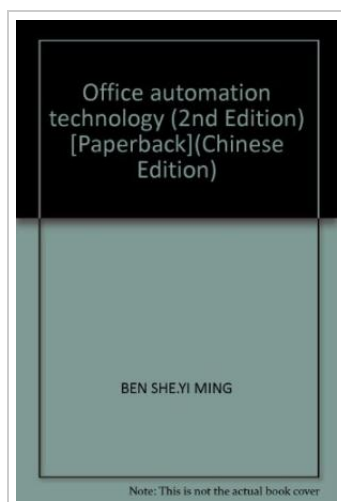 Office automation
technology (2nd Edition)
[Paperback](Chinese
Edition)
BEN SHE.YI MING
Note: This is not the actual book cover